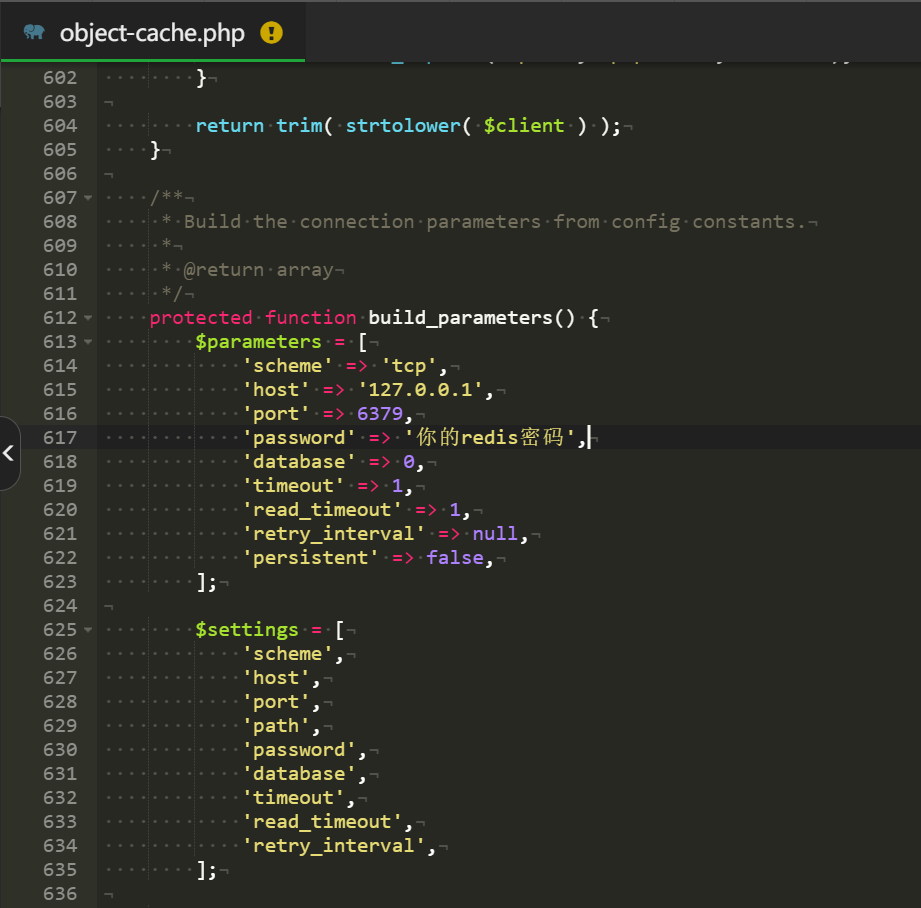 object-cache.php
602 }
603
604 return trim( strtolower( $client ) );
605 }
606
607 /**
608 * Build the connection parameters from config constants.
609 *
610 * @return array
611 */
612 protected function build_parameters() {
613 $parameters = [
614 'scheme' => 'tcp',
615 'host' => '127.0.0.1',
616 'port' => 6379,
617 'password' => '你的redis密码',
618 'database' => 0,
619 'timeout' => 1,
620 'read_timeout' => 1,
621 'retry_interval' => null,
622 'persistent' => false,
623 ];
624
625 $settings = [
626 'scheme',
627 'host',
628 'port',
629 'path',
630 'password',
631 'database',
632 'timeout',
633 'read_timeout',
634 'retry_interval',
635 ];
636